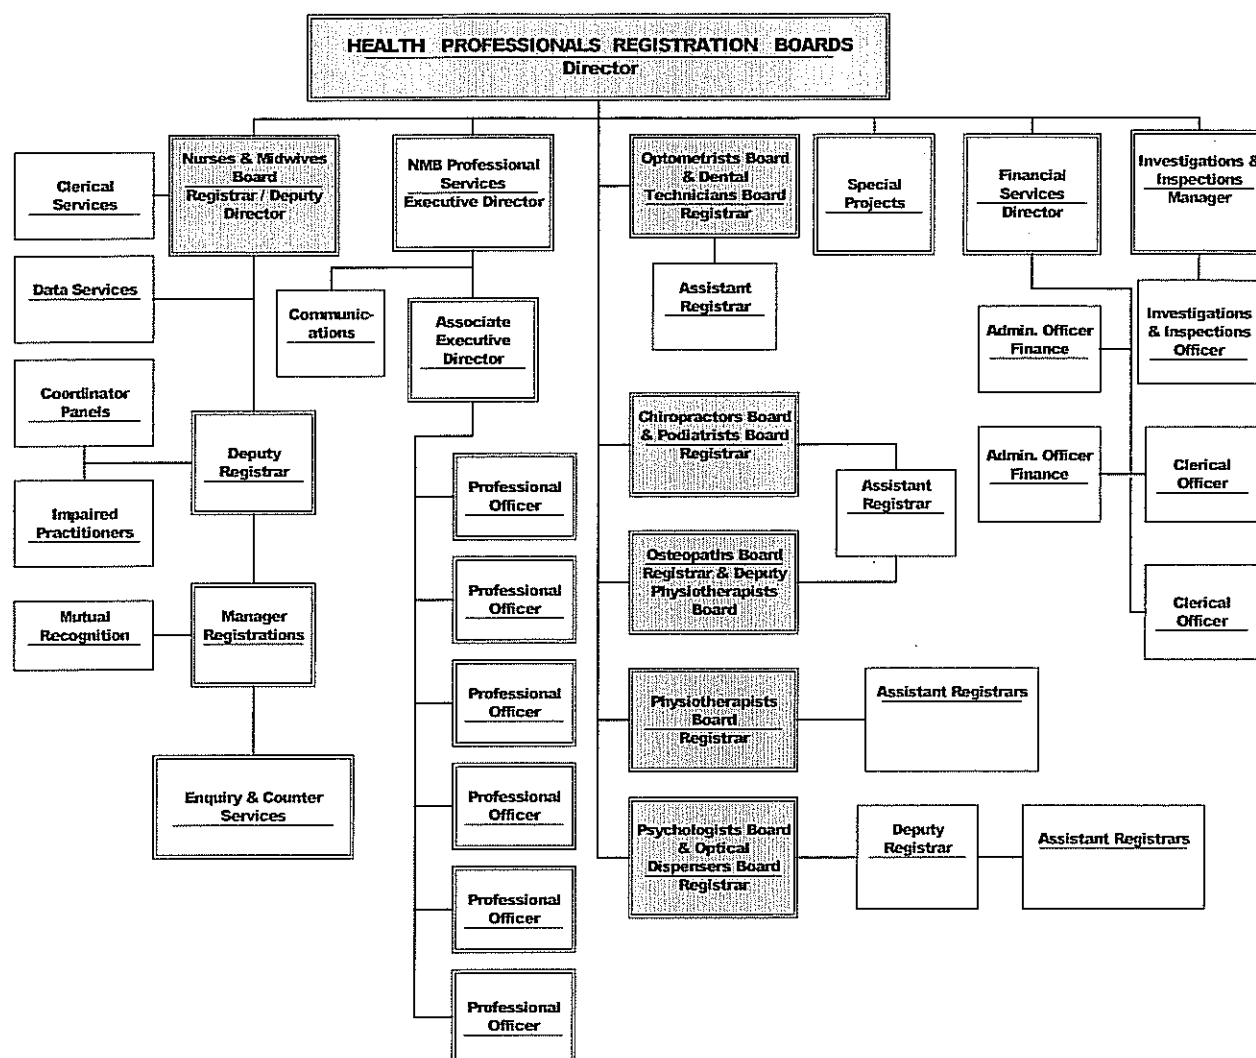 HEALTH PROFESSIONALS REGISTRATION BOARDS
Director
Clerical
Services
Nurses & Midwives
Board
Registrar / Deputy
Director
NMB Professional
Services
Executive Director
Optometrists Board
& Dental
Technicians Board
Registrar
Special
Projects
Financial
Services
Director
Investigations &
Inspections
Manager
Data Services
Communic-
ations
Associate
Executive
Director
Assistant
Registrar
Admin. Officer
Finance
Investigations
& Inspections
Officer
Coordinator
Panels
Deputy
Registrar
Impaired
Practitioners
Chiropractors Board
& Podiatrists Board
Registrar
Assistant
Registrar
Admin. Officer
Finance
Clerical
Officer
Professional
Officer
Osteopaths Board
Registrar & Deputy
Physiotherapists
Board
Clerical
Officer
Mutual
Recognition
Manager
Registrations
Professional
Officer
Professional
Officer
Physiotherapists
Board
Registrar
Assistant Registrars
Enquiry & Counter
Services
Professional
Officer
Psychologists Board
& Optical
Dispensers Board
Registrar
Deputy
Registrar
Assistant Registrars
Professional
Officer
Professional
Officer